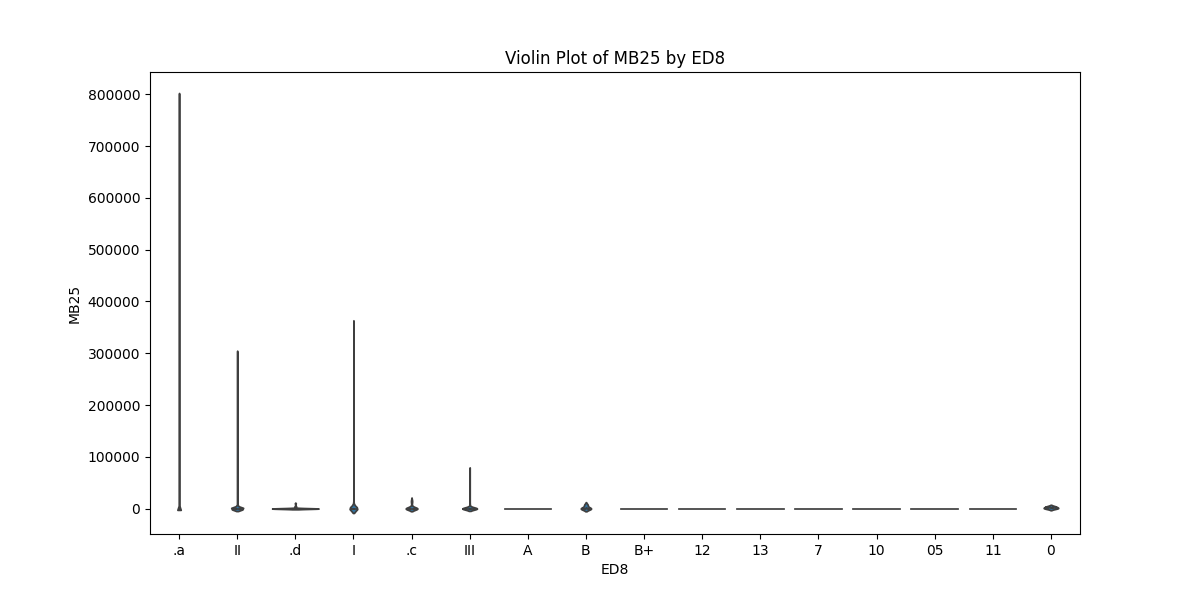 Violin Plot of MB25 by ED8
800000
700000
600000
500000
400000
300000
200000
100000
0
MB25
.a II .d I .c III A B B+ 12 13 7 10 05 11 0
ED8